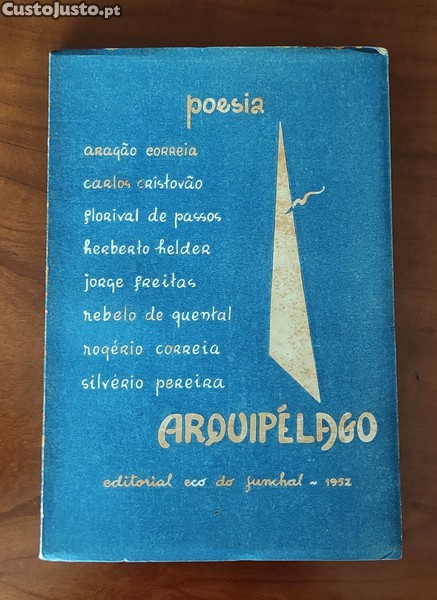 CustoJusto.pt
poesia
aragão correia
carlos cristovão
florival de passos
herberto helder
jorge freitas
rebelo de quental
rogério correia
silvério pereira
ARQUIPÉLAGO
editorial eco do funchal ~ 1952